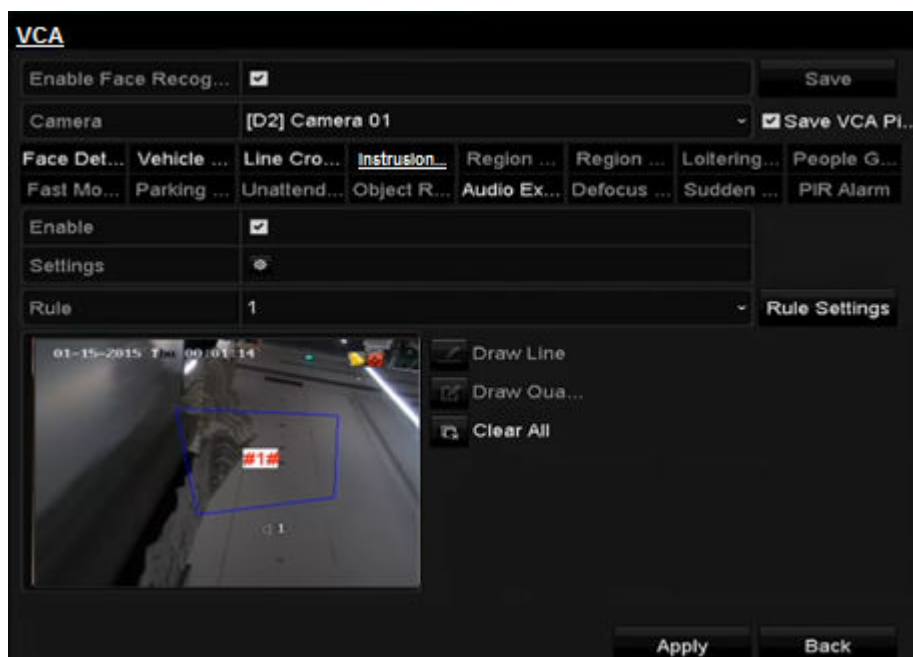 VCA
Enable Face Recog...
Save
Camera
[D2] Camera 01
Save VCA Pi...
Face Det... Vehicle ... Line Cro... Instrusion... Region ... Region ... Loitering... People G...
Fast Mo... Parking ... Unattend... Object R... Audio Ex... Defocus ... Sudden ... PIR Alarm
Enable
Settings
Rule
1
Rule Settings
01-15-2015 Thu 00:01:14
Draw Line
Draw Qua...
Clear All
#1#
1
Apply
Back